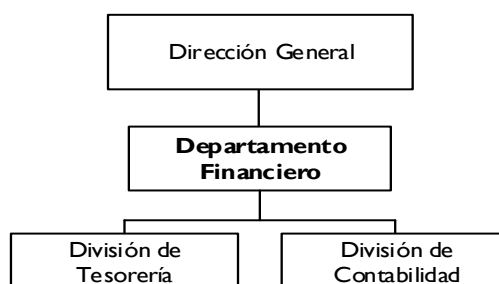 Dirección General
Departamento
Financiero
División de
Tesorería
División de
Contabilidad